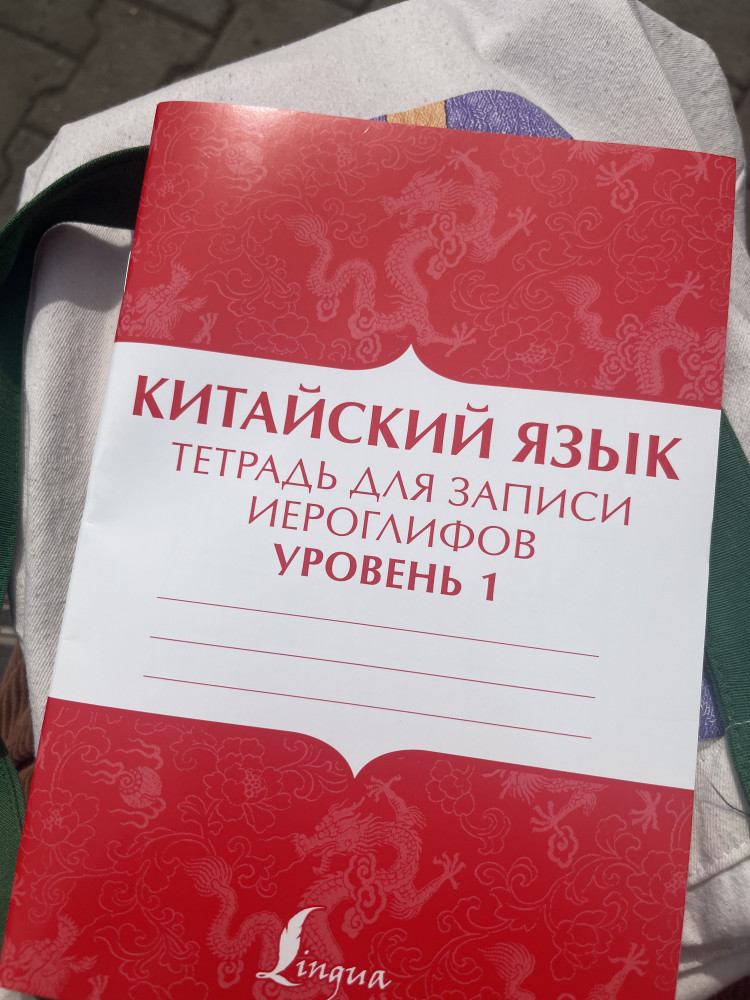 КИТАЙСКИЙ ЯЗЫК
ТЕТРАДЬ ДЛЯ ЗАПИСИ
ИЕРОГЛИФОВ
УРОВЕНЬ 1
Lingua